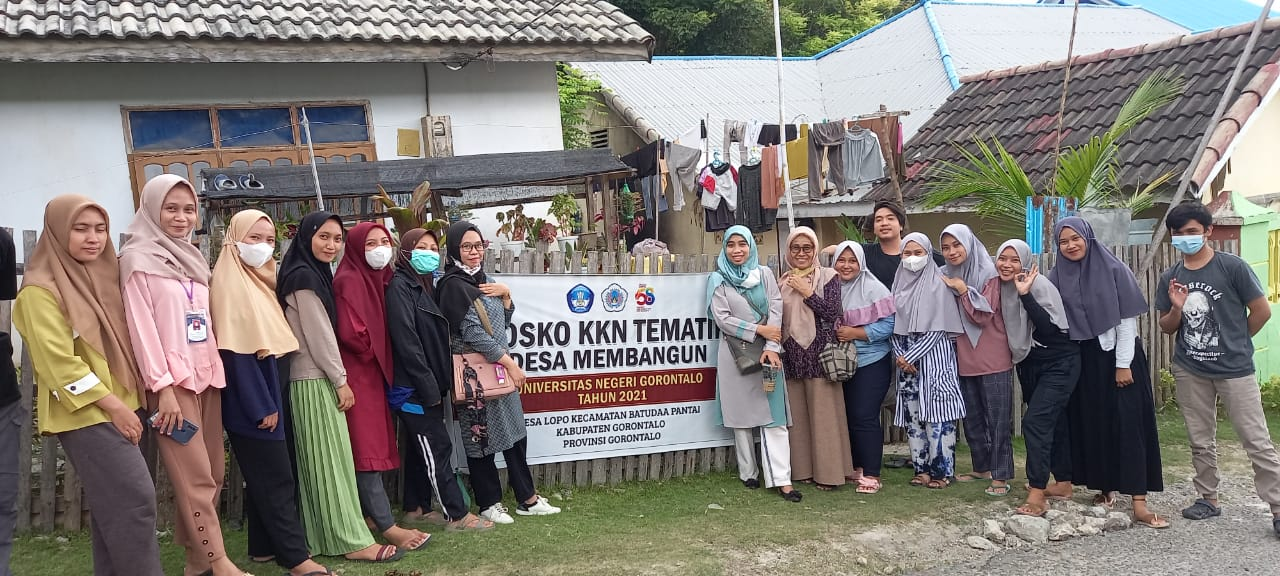 OSKO KKN TEMATI
DESA MEMBANGUN
UNIVERSITAS NEGERI GORONTALO
TAHUN 2021
ESA LOPO KECAMATAN BATUDAA PANTAI
KABUPATEN GORONTALO
PROVINSI GORONTALO